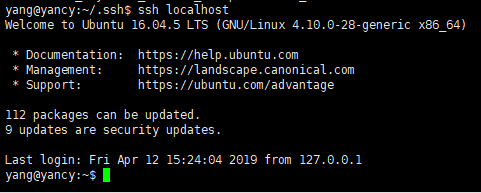 yang@yancy:~/.ssh$ ssh localhost
Welcome to Ubuntu 16.04.5 LTS (GNU/Linux 4.10.0-28-generic x86_64)
* Documentation:  https://help.ubuntu.com
* Management:     https://landscape.canonical.com
* Support:        https://ubuntu.com/advantage
112 packages can be updated.
9 updates are security updates.
Last login: Fri Apr 12 15:24:04 2019 from 127.0.0.1
yang@yancy:~$